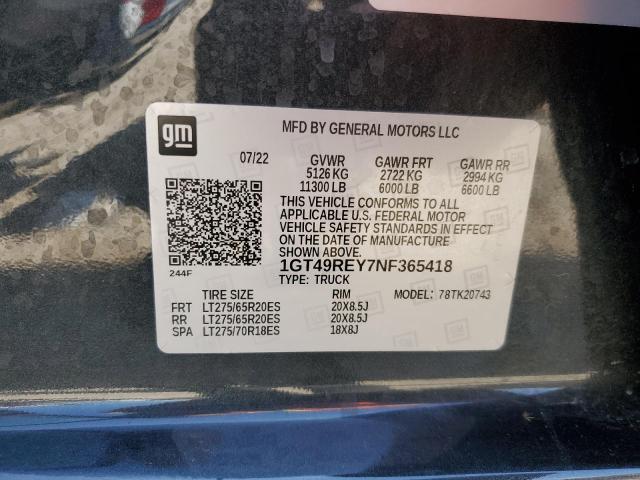 gm
MFD BY GENERAL MOTORS LLC
07/22 GVWR GAWR FRT GAWR RR
5126 KG 2722 KG 2994 KG
11300 LB 6000 LB 6600 LB
THIS VEHICLE CONFORMS TO ALL
APPLICABLE U.S. FEDERAL MOTOR
VEHICLE SAFETY STANDARDS IN EFFECT
ON THE DATE OF MANUFACTURE
SHOWN ABOVE.
1GT49REY7NF365418
244F TYPE: TRUCK
TIRE SIZE RIM MODEL: 78TK20743
FRT LT275/65R20ES 20X8.5J
RR LT275/65R20ES 20X8.5J
SPA LT275/70R18ES 18X8J